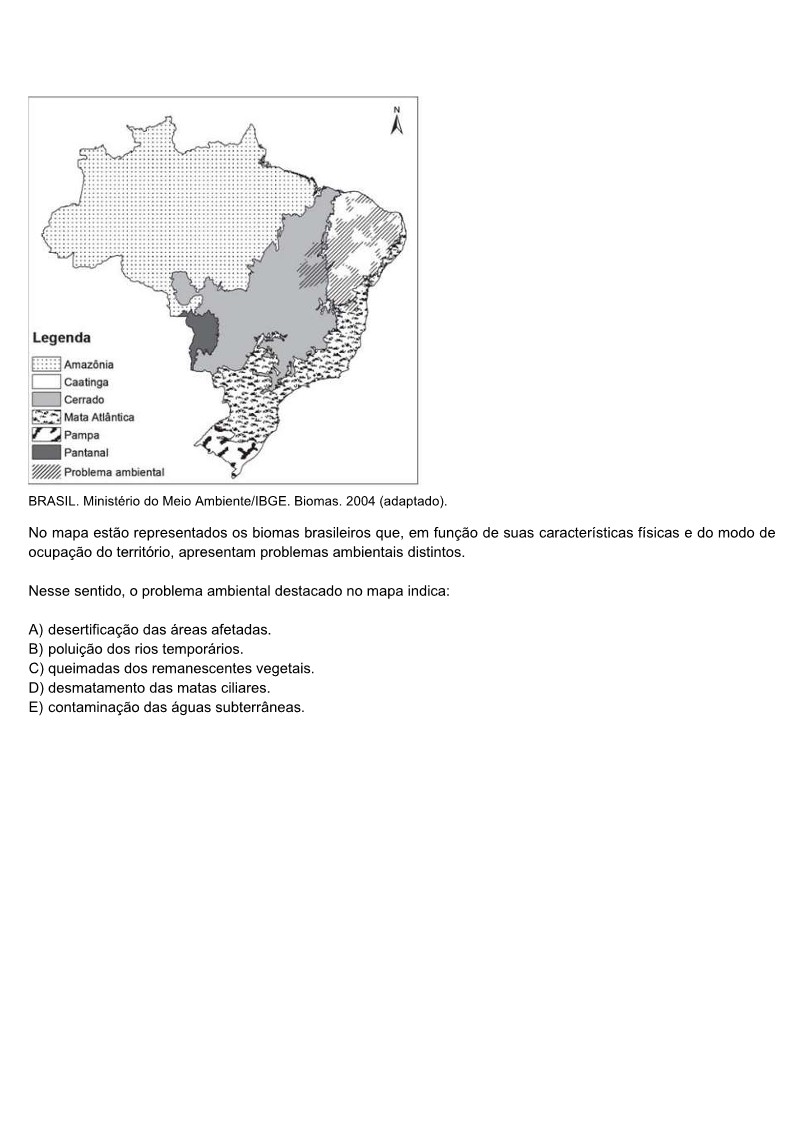 N
Legenda
Amazônia
Caatinga
Cerrado
Mata Atlântica
Pampa
Pantanal
Problema ambiental
BRASIL. Ministério do Meio Ambiente/IBGE. Biomas. 2004 (adaptado).
No mapa estão representados os biomas brasileiros que, em função de suas características físicas e do modo de
ocupação do território, apresentam problemas ambientais distintos.
Nesse sentido, o problema ambiental destacado no mapa indica:
A) desertificação das áreas afetadas.
B) poluição dos rios temporários.
C) queimadas dos remanescentes vegetais.
D) desmatamento das matas ciliares.
E) contaminação das águas subterrâneas.